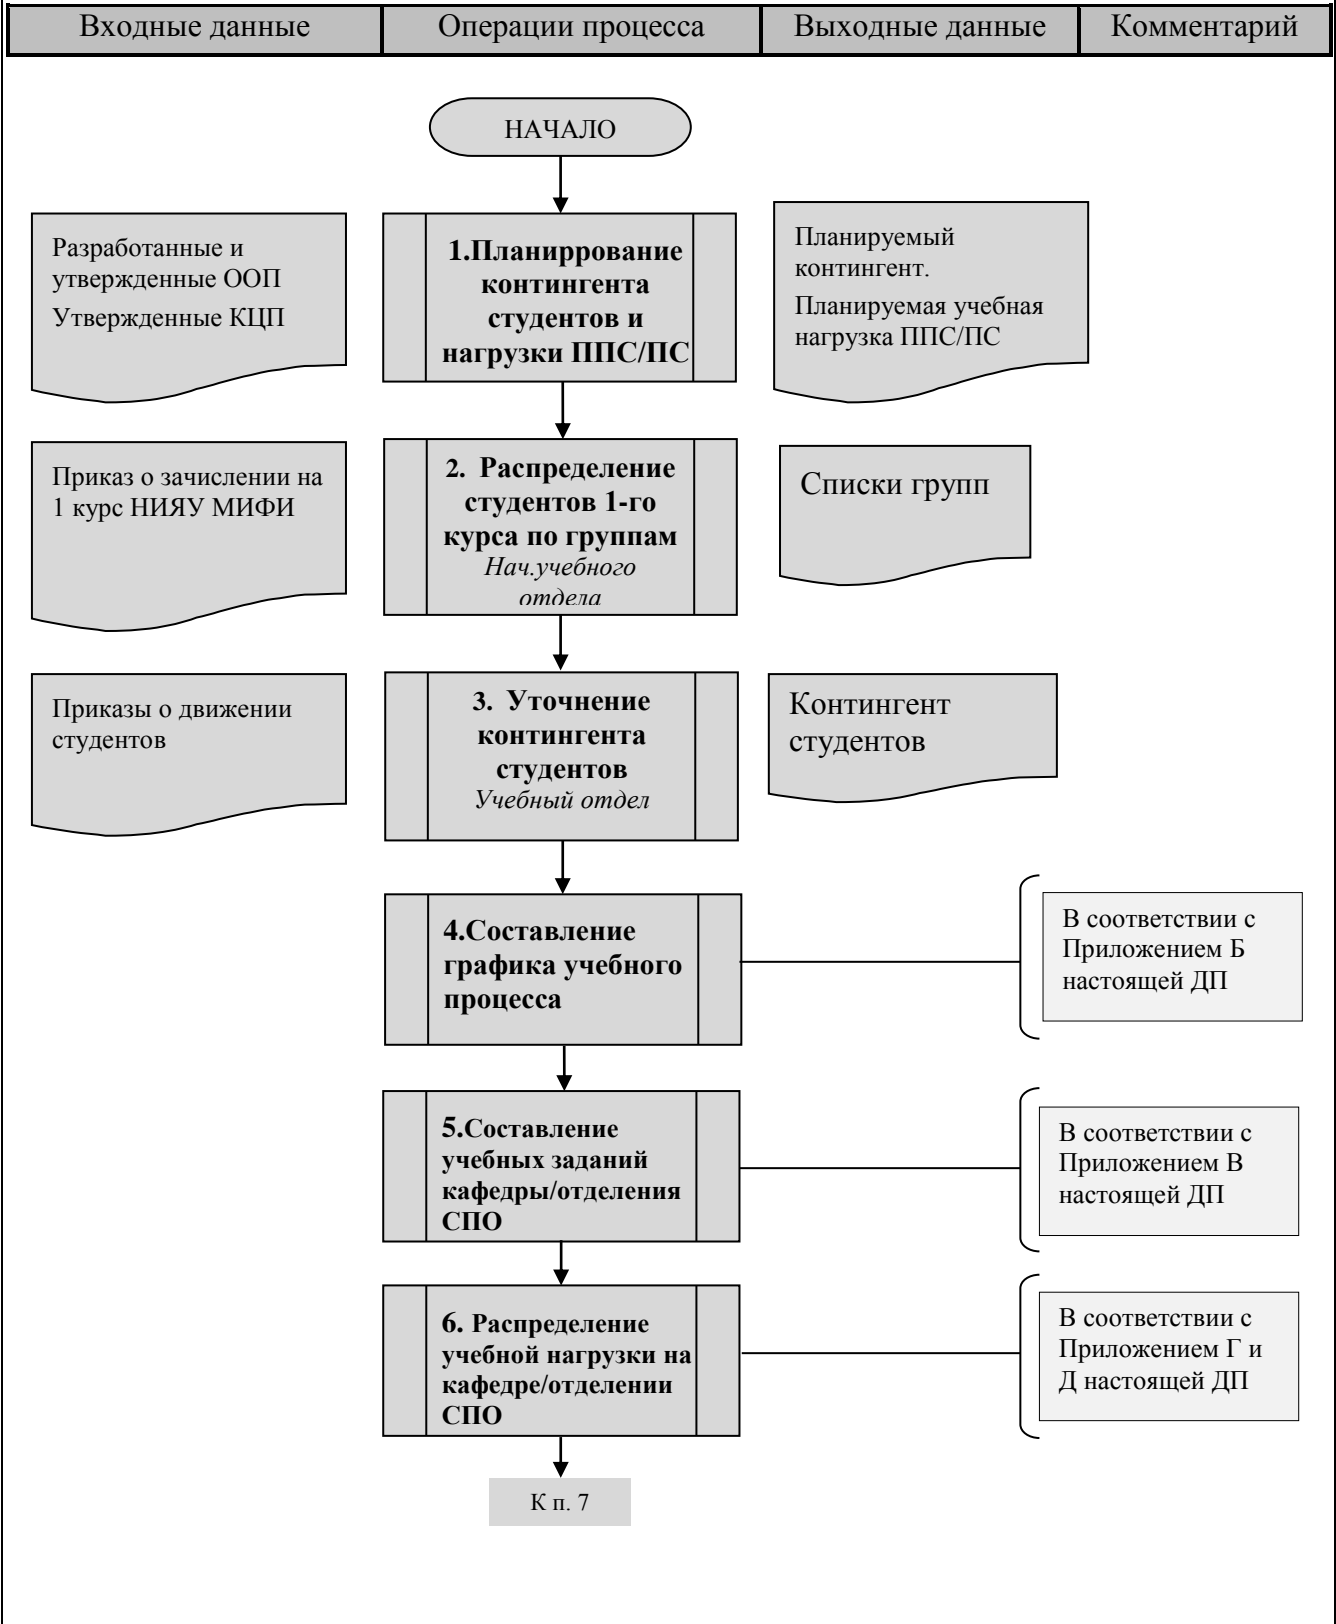 Входные данные
Операции процесса
Выходные данные
Комментарий
НАЧАЛО
Разработанные и
утвержденные ООП
Утвержденные КЦП
1.Планиррование
контингента
студентов и
нагрузки ППС/ПС
Планируемый
контингент.
Планируемая учебная
нагрузка ППС/ПС
Приказ о зачислении на
1 курс НИЯУ МИФИ
2. Распределение
студентов 1-го
курса по группам
Нач.учебного
отдела
Списки групп
Приказы о движении
студентов
3. Уточнение
контингента
студентов
Учебный отдел
Контингент
студентов
4.Составление
графика учебного
процесса
В соответствии с
Приложением Б
настоящей ДП
5.Составление
учебных заданий
кафедры/отделения
СПО
В соответствии с
Приложением В
настоящей ДП
6. Распределение
учебной нагрузки на
кафедре/отделении
СПО
В соответствии с
Приложением Г и
Д настоящей ДП
К п. 7